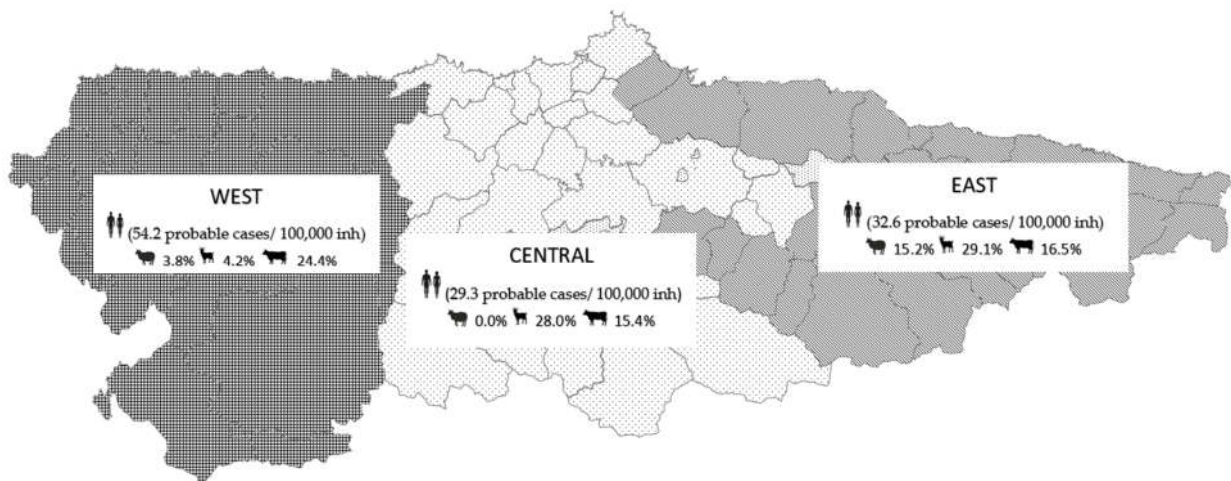 WEST
(54.2 probable cases/ 100,000 inh)
3.8% 4.2% 24.4%
CENTRAL
(29.3 probable cases/ 100,000 inh)
0.0% 28.0% 15.4%
EAST
(32.6 probable cases/ 100,000 inh)
15.2% 29.1% 16.5%